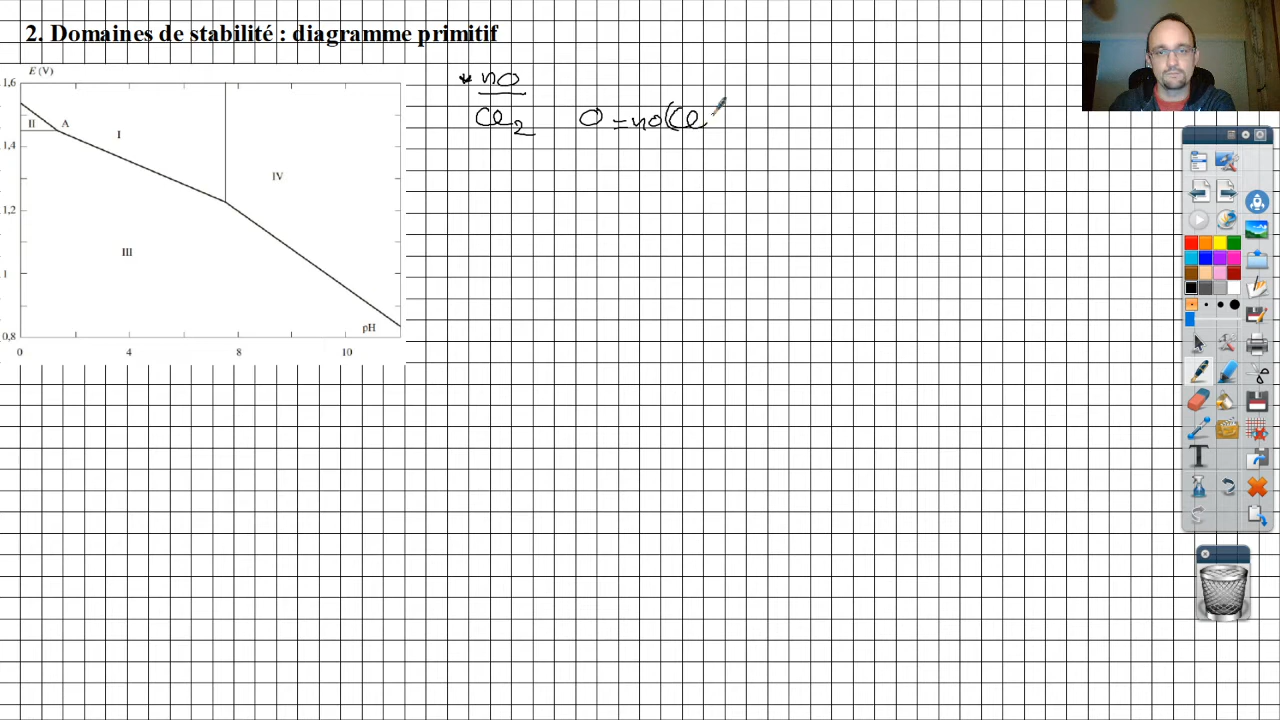 2. Domaines de stabilité : diagramme primitif
E (V)
1,6
II
A
I
1,4
IV
1,2
III
1
0,8
pH
0
4
8
10
* no
Cl2 0 = no(Cl
T